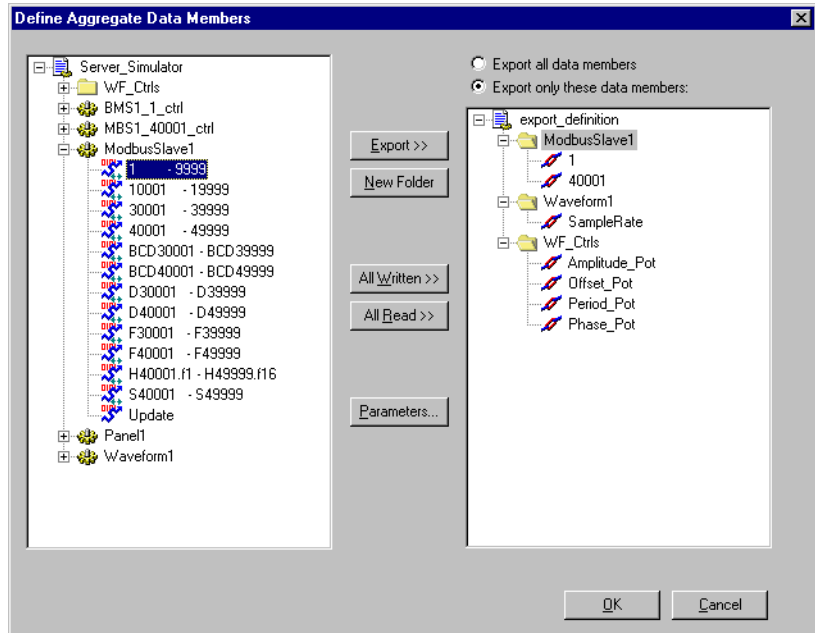 Define Aggregate Data Members
Server_Simulator
WF_Ctrls
BMS1_1_ctrl
MBS1_40001_ctrl
ModbusSlave1
1 - 9999
10001 - 19999
30001 - 39999
40001 - 49999
BCD30001 - BCD39999
BCD40001 - BCD49999
D30001 - D39999
D40001 - D49999
F30001 - F39999
F40001 - F49999
H40001.f1 - H49999.f16
S40001 - S49999
Update
Panel1
Waveform1
Export >>
New Folder
All Written >>
All Read >>
Parameters...
Export all data members
Export only these data members:
export_definition
ModbusSlave1
1
40001
Waveform1
SampleRate
WF_Ctrls
Amplitude_Pot
Offset_Pot
Period_Pot
Phase_Pot
OK
Cancel